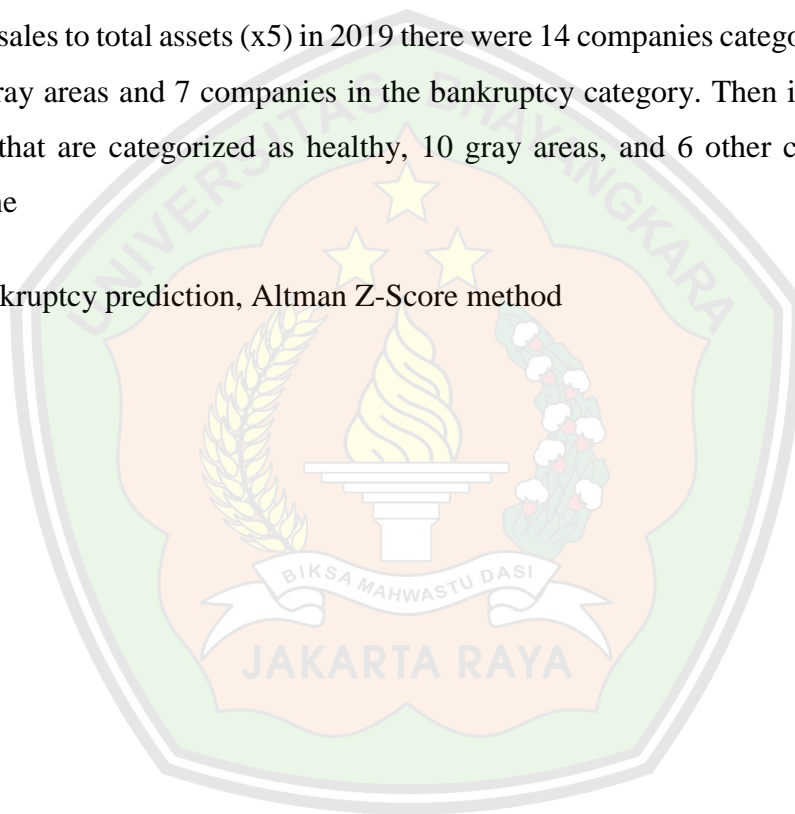 sales to total assets (x5) in 2019 there were 14 companies catego
ray areas and 7 companies in the bankruptcy category. Then i
that are categorized as healthy, 10 gray areas, and 6 other c
kruptcy prediction, Altman Z-Score method
UNIVERSITAS BHAYANGKARA
BIKSA MAHWASTU DASI
JAKARTA RAYA